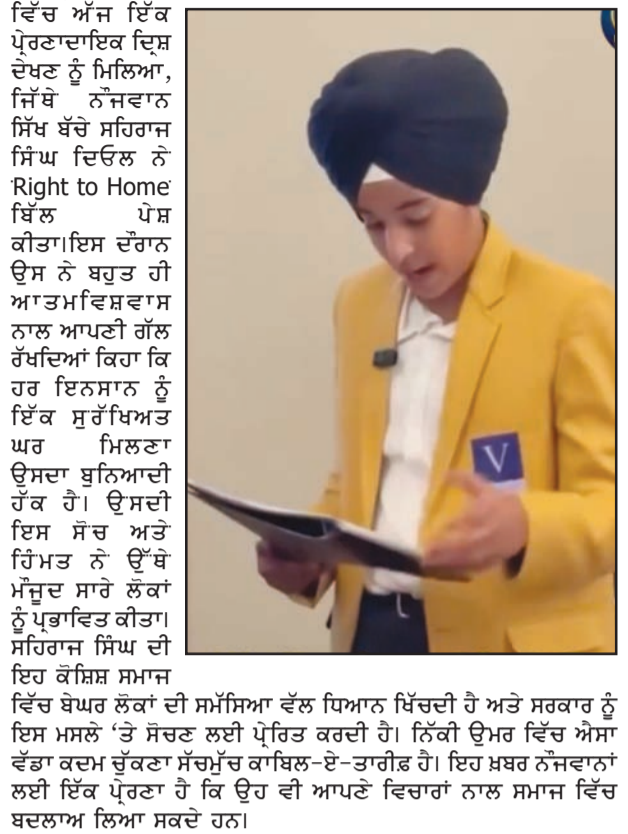 ਵਿੱਚ ਅੱਜ ਇੱਕ
ਪ੍ਰੇਰਣਾਦਾਇਕ ਦ੍ਰਿਸ਼
ਦੇਖਣ ਨੂੰ ਮਿਲਿਆ,
ਜਿੱਥੇ ਨੌਜਵਾਨ
ਸਿੱਖ ਬੱਚੇ ਸਹਿਰਾਜ
ਸਿੰਘ ਦਿਓਲ ਨੇ
'Right to Home'
ਬਿੱਲ ਪੇਸ਼
ਕੀਤਾ।ਇਸ ਦੌਰਾਨ
ਉਸ ਨੇ ਬਹੁਤ ਹੀ
ਆਤਮਵਿਸ਼ਵਾਸ
ਨਾਲ ਆਪਣੀ ਗੱਲ
ਰੱਖਦਿਆਂ ਕਿਹਾ ਕਿ
ਹਰ ਇਨਸਾਨ ਨੂੰ
ਇੱਕ ਸੁਰੱਖਿਅਤ
ਘਰ ਮਿਲਣਾ
ਉਸਦਾ ਬੁਨਿਆਦੀ
ਹੱਕ ਹੈ। ਉਸਦੀ
ਇਸ ਸੋਚ ਅਤੇ
ਹਿੰਮਤ ਨੇ ਉੱਥੇ
ਮੌਜੂਦ ਸਾਰੇ ਲੋਕਾਂ
ਨੂੰ ਪ੍ਰਭਾਵਿਤ ਕੀਤਾ।
ਸਹਿਰਾਜ ਸਿੰਘ ਦੀ
ਇਹ ਕੋਸ਼ਿਸ਼ ਸਮਾਜ
ਵਿੱਚ ਬੇਘਰ ਲੋਕਾਂ ਦੀ ਸਮੱਸਿਆ ਵੱਲ ਧਿਆਨ ਖਿੱਚਦੀ ਹੈ ਅਤੇ ਸਰਕਾਰ ਨੂੰ
ਇਸ ਮਸਲੇ ‘ਤੇ ਸੋਚਣ ਲਈ ਪ੍ਰੇਰਿਤ ਕਰਦੀ ਹੈ। ਨਿੱਕੀ ਉਮਰ ਵਿੱਚ ਐਸਾ
ਵੱਡਾ ਕਦਮ ਚੁੱਕਣਾ ਸੱਚਮੁੱਚ ਕਾਬਿਲ-ਏ-ਤਾਰੀਫ਼ ਹੈ। ਇਹ ਖ਼ਬਰ ਨੌਜਵਾਨਾਂ
ਲਈ ਇੱਕ ਪ੍ਰੇਰਣਾ ਹੈ ਕਿ ਉਹ ਵੀ ਆਪਣੇ ਵਿਚਾਰਾਂ ਨਾਲ ਸਮਾਜ ਵਿੱਚ
ਬਦਲਾਅ ਲਿਆ ਸਕਦੇ ਹਨ।
V